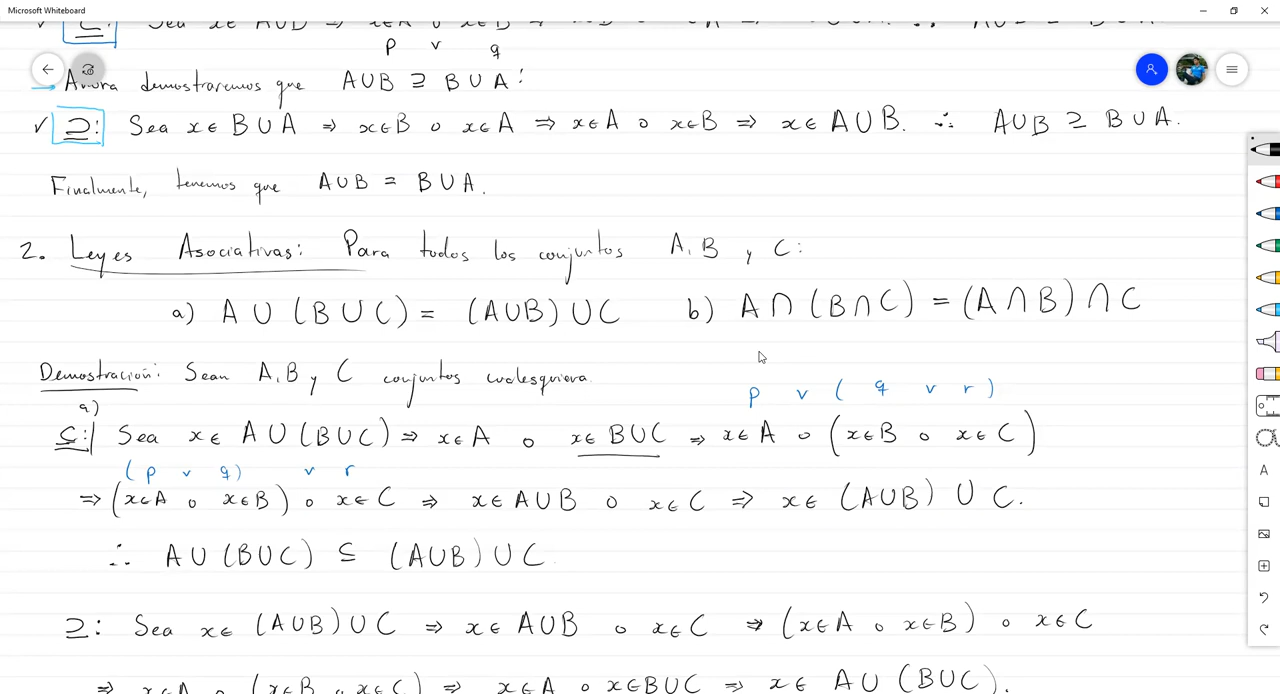 Microsoft Whiteboard
p v q
Ahora demostraremos que A∪B ⊇ B∪A:
✓ ⊇: Sea x∈ B∪A ⇒ x∈B o x∈A ⇒ x∈A o x∈B ⇒ x∈ A∪B. ∴ A∪B ⊇ B∪A.
Finalmente, tenemos que A∪B = B∪A.
2. Leyes Asociativas: Para todos los conjuntos A, B y C:
a) A ∪ (B∪C) = (A∪B) ∪C b) A∩ (B∩C) = (A∩B) ∩C
Demostración: Sean A, B y C conjuntos cualesquiera.
a)
p v ( q v r )
⊆: Sea x∈ A∪(B∪C) ⇒ x∈A o x∈ B∪C ⇒ x∈A o (x∈B o x∈C)
( p v q ) v r
⇒ (x∈A o x∈B) o x∈C ⇒ x∈ A∪B o x∈C ⇒ x∈ (A∪B) ∪ C.
∴ A∪(B∪C) ⊆ (A∪B)∪C.
⊇: Sea x∈ (A∪B)∪C ⇒ x∈ A∪B o x∈C ⇒ (x∈A o x∈B) o x∈C
⇒ x∈A o (x∈B o x∈C) ⇒ x∈A o x∈B∪C ⇒ x∈ A∪(B∪C).
A